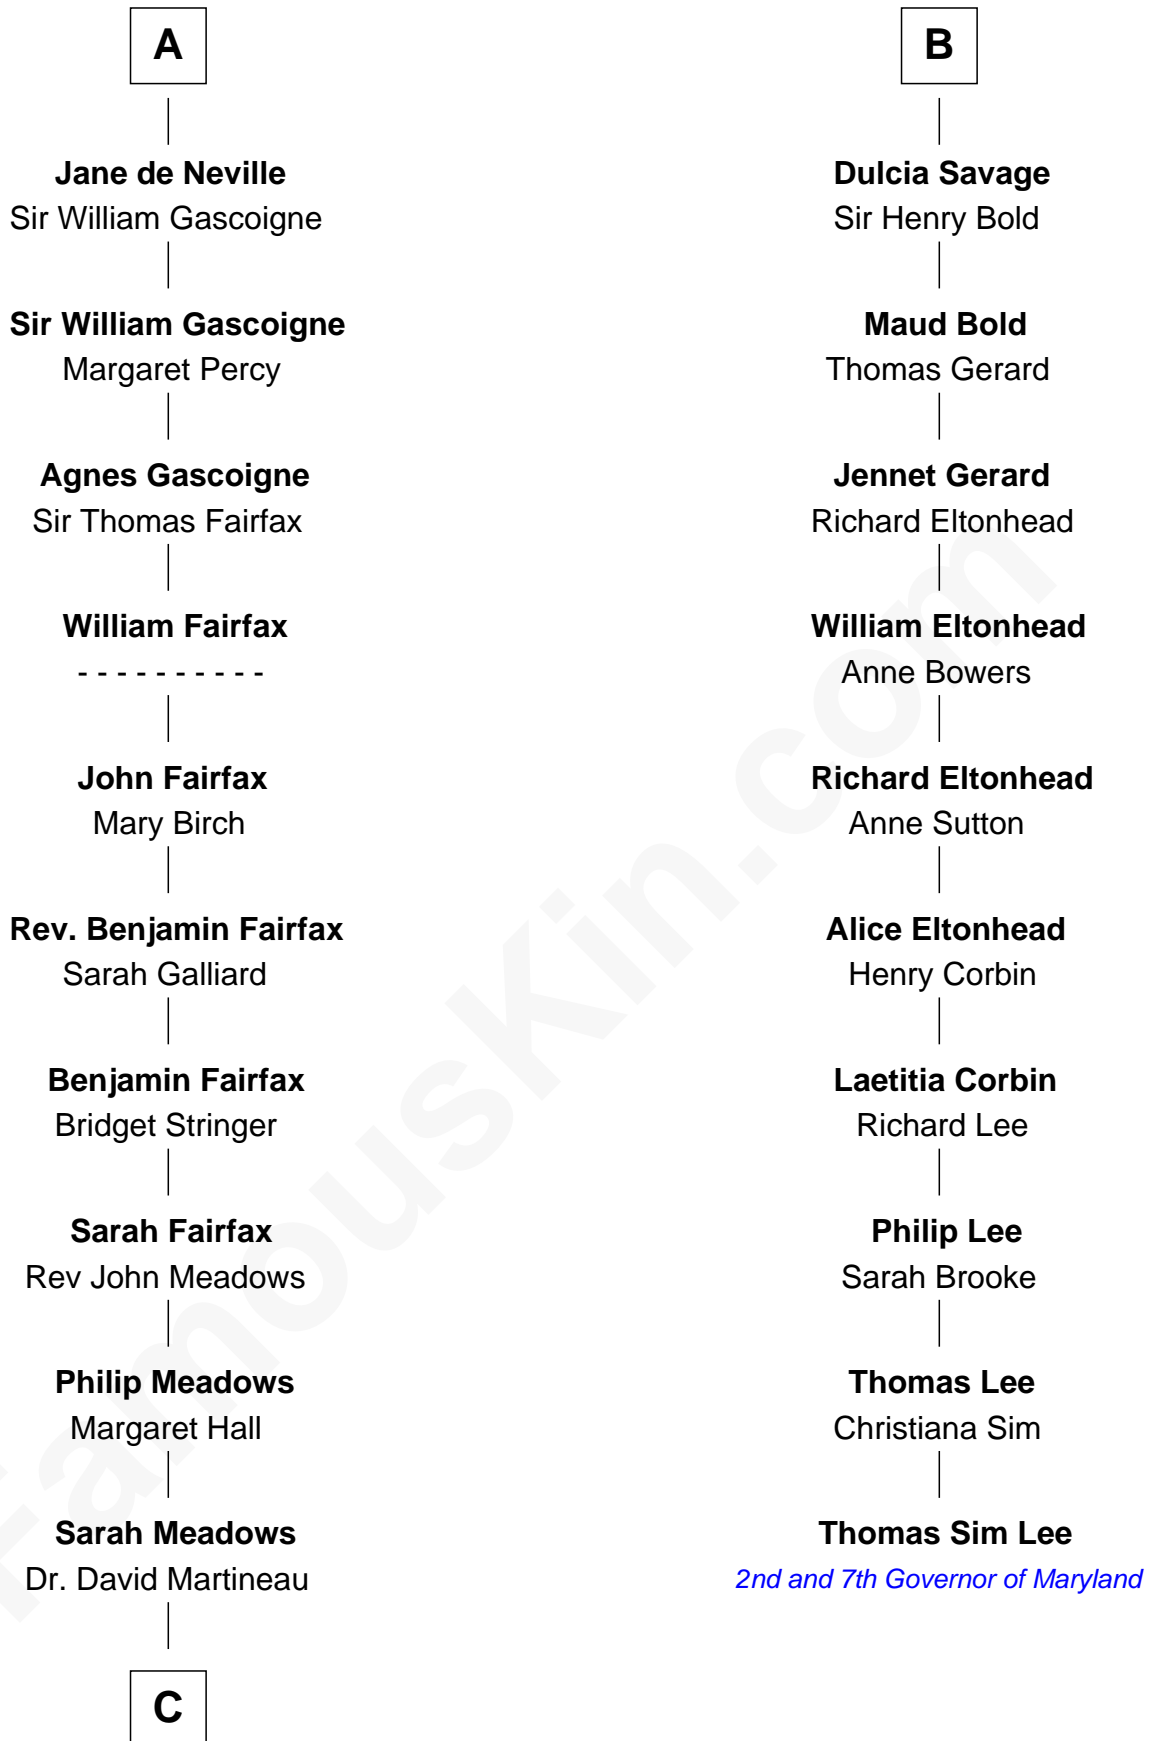 A
Jane de Neville
Sir William Gascoigne
Sir William Gascoigne
Margaret Percy
Agnes Gascoigne
Sir Thomas Fairfax
William Fairfax
- - - - - - - - - -
John Fairfax
Mary Birch
Rev. Benjamin Fairfax
Sarah Galliard
Benjamin Fairfax
Bridget Stringer
Sarah Fairfax
Rev John Meadows
Philip Meadows
Margaret Hall
Sarah Meadows
Dr. David Martineau
C
B
Dulcia Savage
Sir Henry Bold
Maud Bold
Thomas Gerard
Jennet Gerard
Richard Eltonhead
William Eltonhead
Anne Bowers
Richard Eltonhead
Anne Sutton
Alice Eltonhead
Henry Corbin
Laetitia Corbin
Richard Lee
Philip Lee
Sarah Brooke
Thomas Lee
Christiana Sim
Thomas Sim Lee
2nd and 7th Governor of Maryland
FamousKin.com